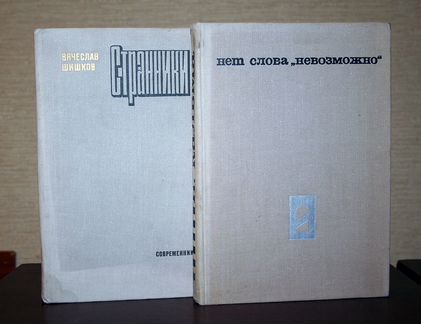 Вячеслав
Шишков
Странники
Современник
нет слова „невозможно“